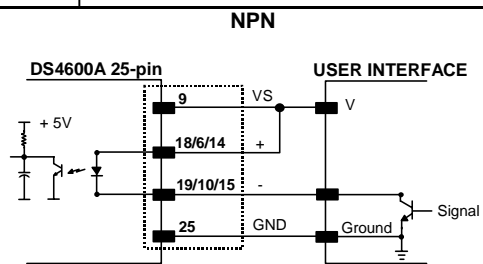 NPN
DS4600A 25-pin
USER INTERFACE
9
VS
V
+ 5V
18/6/14
+
19/10/15
-
Signal
25
GND
Ground